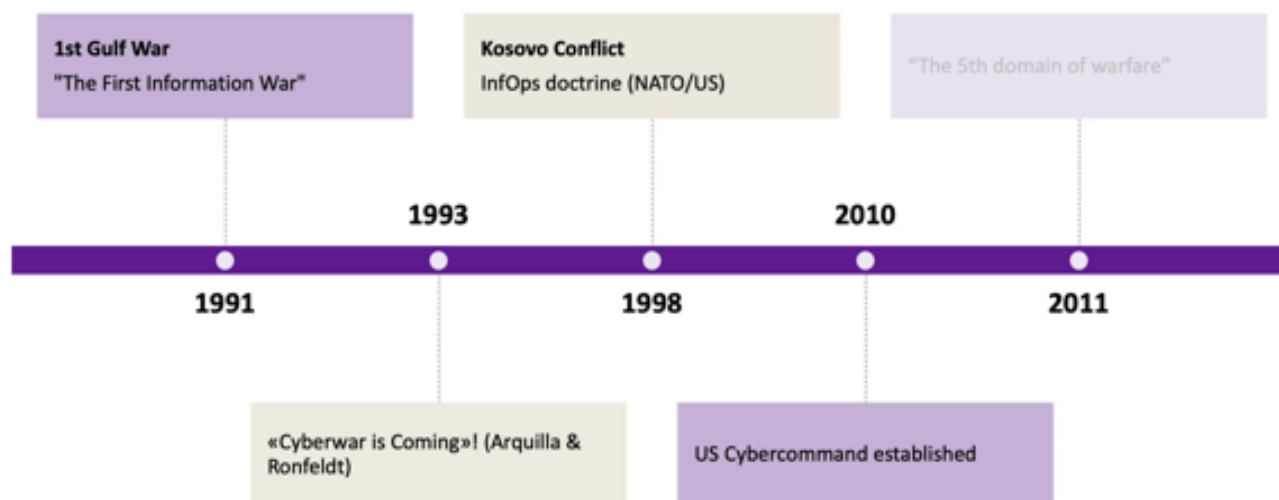 1st Gulf War
"The First Information War"
Kosovo Conflict
InfOps doctrine (NATO/US)
"The 5th domain of warfare"
1993
2010
1991
1998
2011
«Cyberwar is Coming»! (Arquilla &
Ronfeldt)
US Cybercommand established